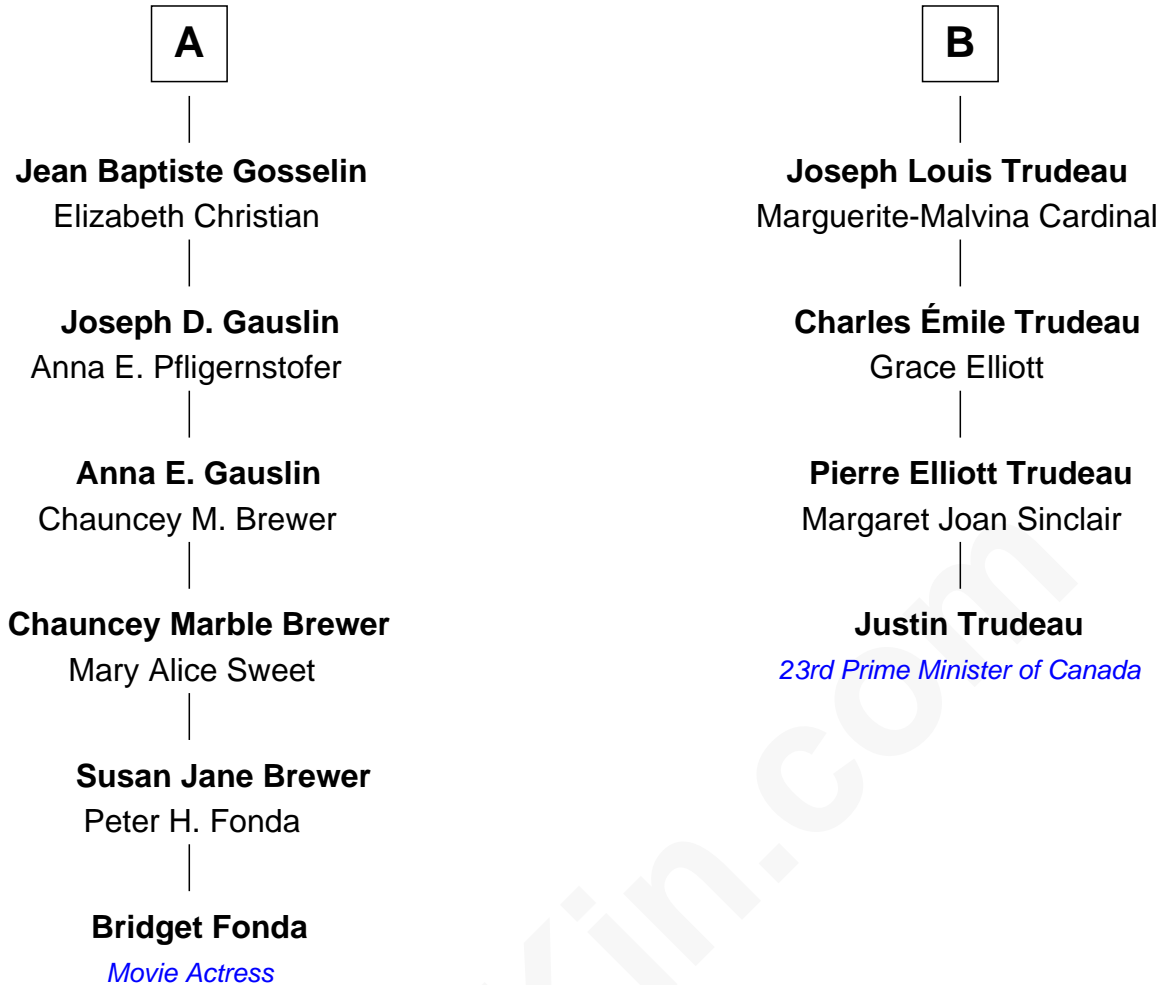 A
Jean Baptiste Gosselin
Elizabeth Christian
Joseph D. Gauslin
Anna E. Pfligernstofer
Anna E. Gauslin
Chauncey M. Brewer
Chauncey Marble Brewer
Mary Alice Sweet
Susan Jane Brewer
Peter H. Fonda
Bridget Fonda
Movie Actress
B
Joseph Louis Trudeau
Marguerite-Malvina Cardinal
Charles Émile Trudeau
Grace Elliott
Pierre Elliott Trudeau
Margaret Joan Sinclair
Justin Trudeau
23rd Prime Minister of Canada
Kin.com